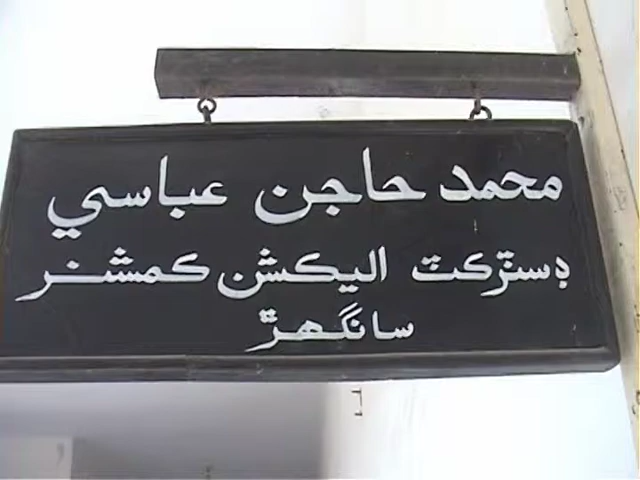 محمد حاجن عباسي
ڊسٽرڪٽ اليڪشن ڪمشنر
سانگهڙ